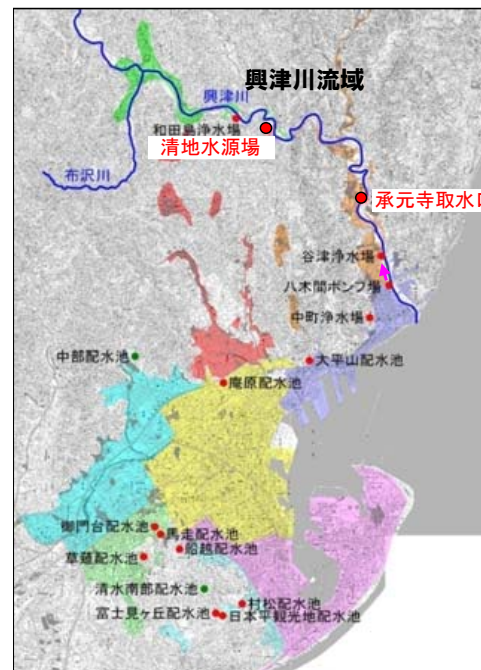 興津川流域
興津川
和田島浄水場
清地水源場
布沢川
承元寺取水口
谷津浄水場
八木間ポンプ場
中町浄水場
中部配水池
大平山配水池
庵原配水池
御門台配水池
馬走配水池
船越配水池
草薙配水池
清水南部配水池
村松配水池
富士見ヶ丘配水池
日本平観光地配水池